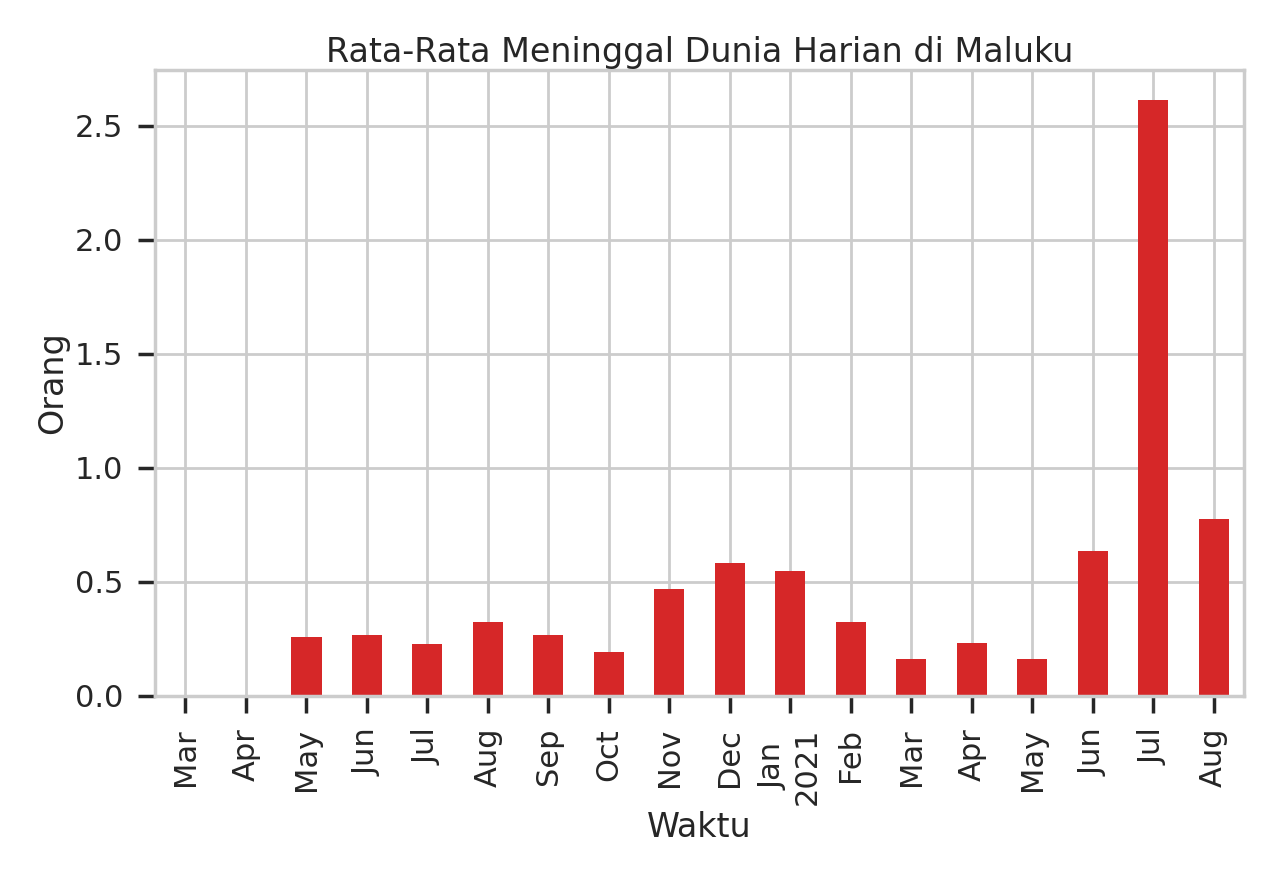 Rata-Rata Meninggal Dunia Harian di Maluku
Orang
2.5
2.0
1.5
1.0
0.5
0.0
Mar
Apr
May
Jun
Jul
Aug
Sep
Oct
Nov
Dec
Jan
2021
Feb
Mar
Apr
May
Jun
Jul
Aug
Waktu